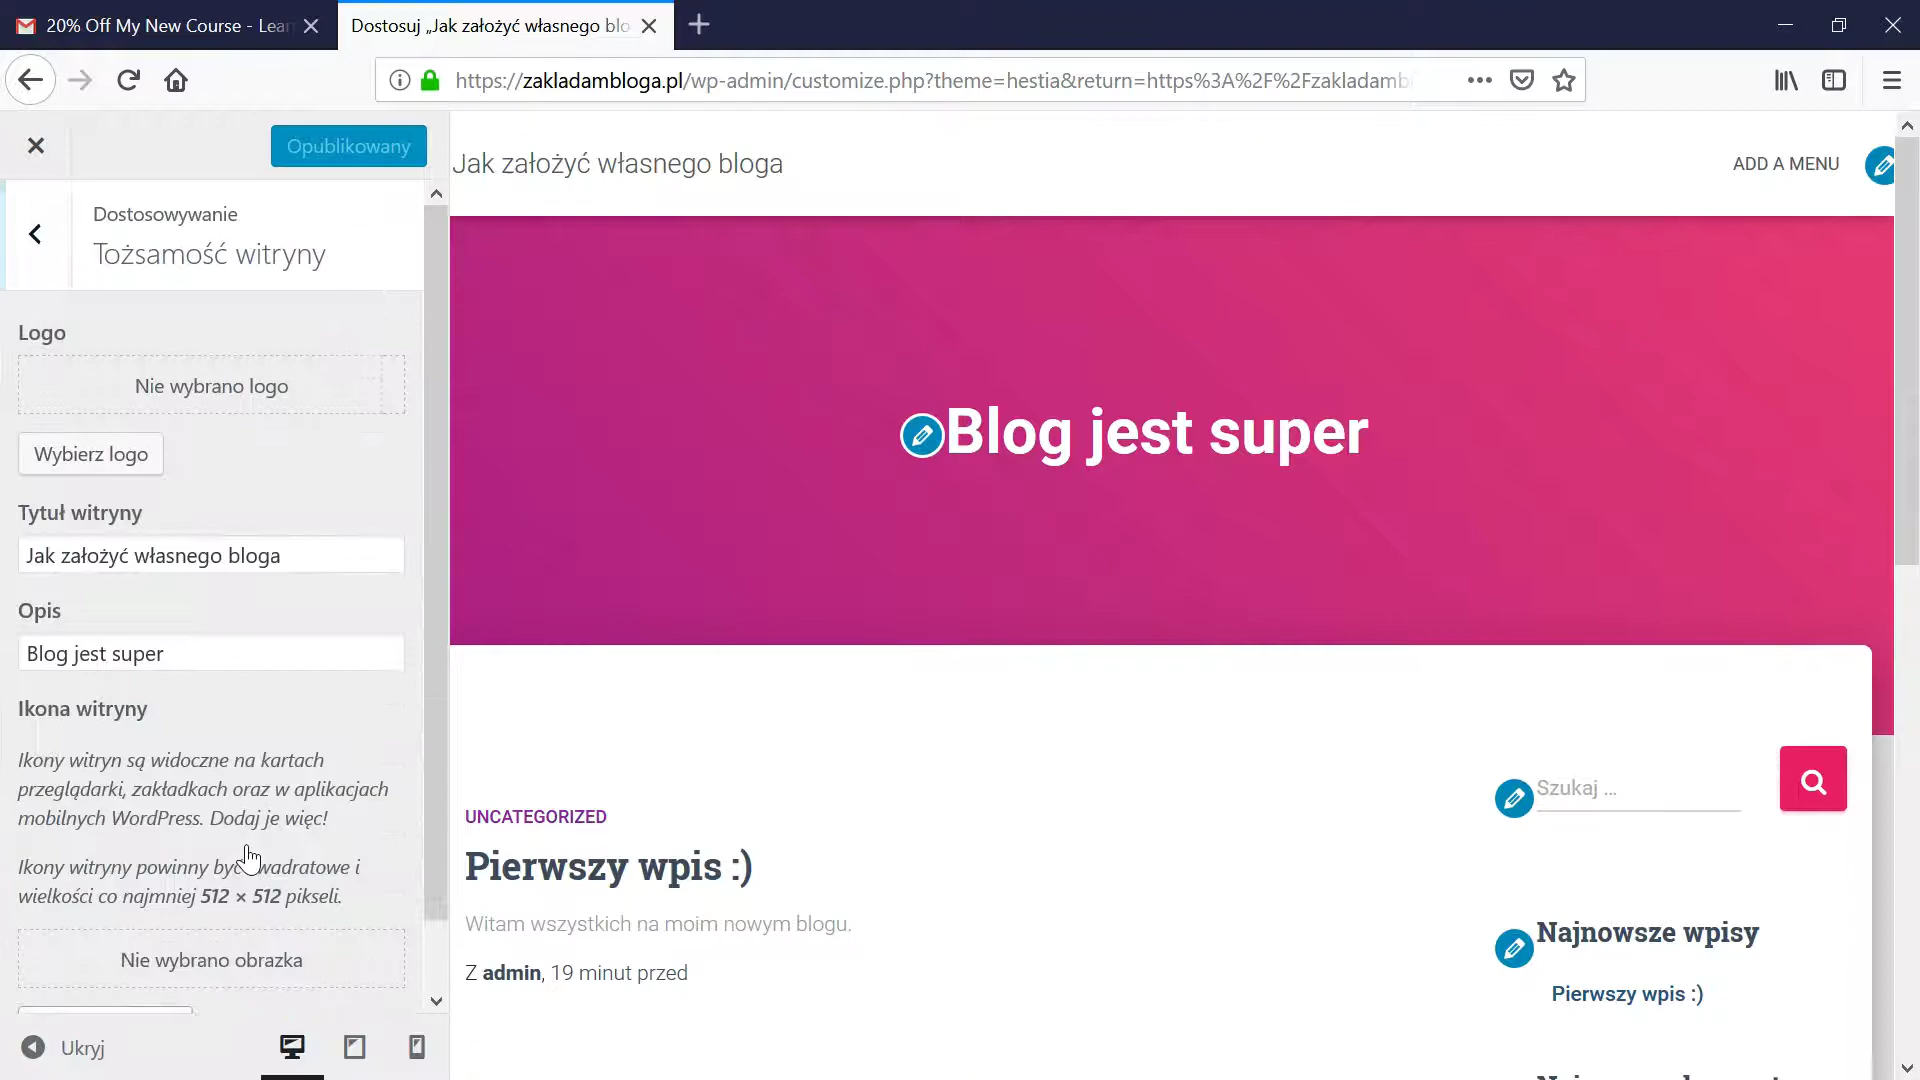 20% Off My New Course - Lear
Dostosuj „Jak założyć własnego blo
https://zakladambloga.pl/wp-admin/customize.php?theme=hestia&return=https%3A%2F%2Fzakladambl
Opublikowany
Dostosowywanie
Tożsamość witryny
Logo
Nie wybrano logo
Wybierz logo
Tytuł witryny
Jak założyć własnego bloga
Opis
Blog jest super
Ikona witryny
Ikony witryn są widoczne na kartach
przeglądarki, zakładkach oraz w aplikacjach
mobilnych WordPress. Dodaj je więc!
Ikony witryny powinny być kwadratowe i
wielkości co najmniej 512 × 512 pikseli.
Nie wybrano obrazka
Ukryj
Jak założyć własnego bloga
ADD A MENU
Blog jest super
UNCATEGORIZED
Pierwszy wpis :)
Witam wszystkich na moim nowym blogu.
Z admin, 19 minut przed
Szukaj …
Najnowsze wpisy
Pierwszy wpis :)